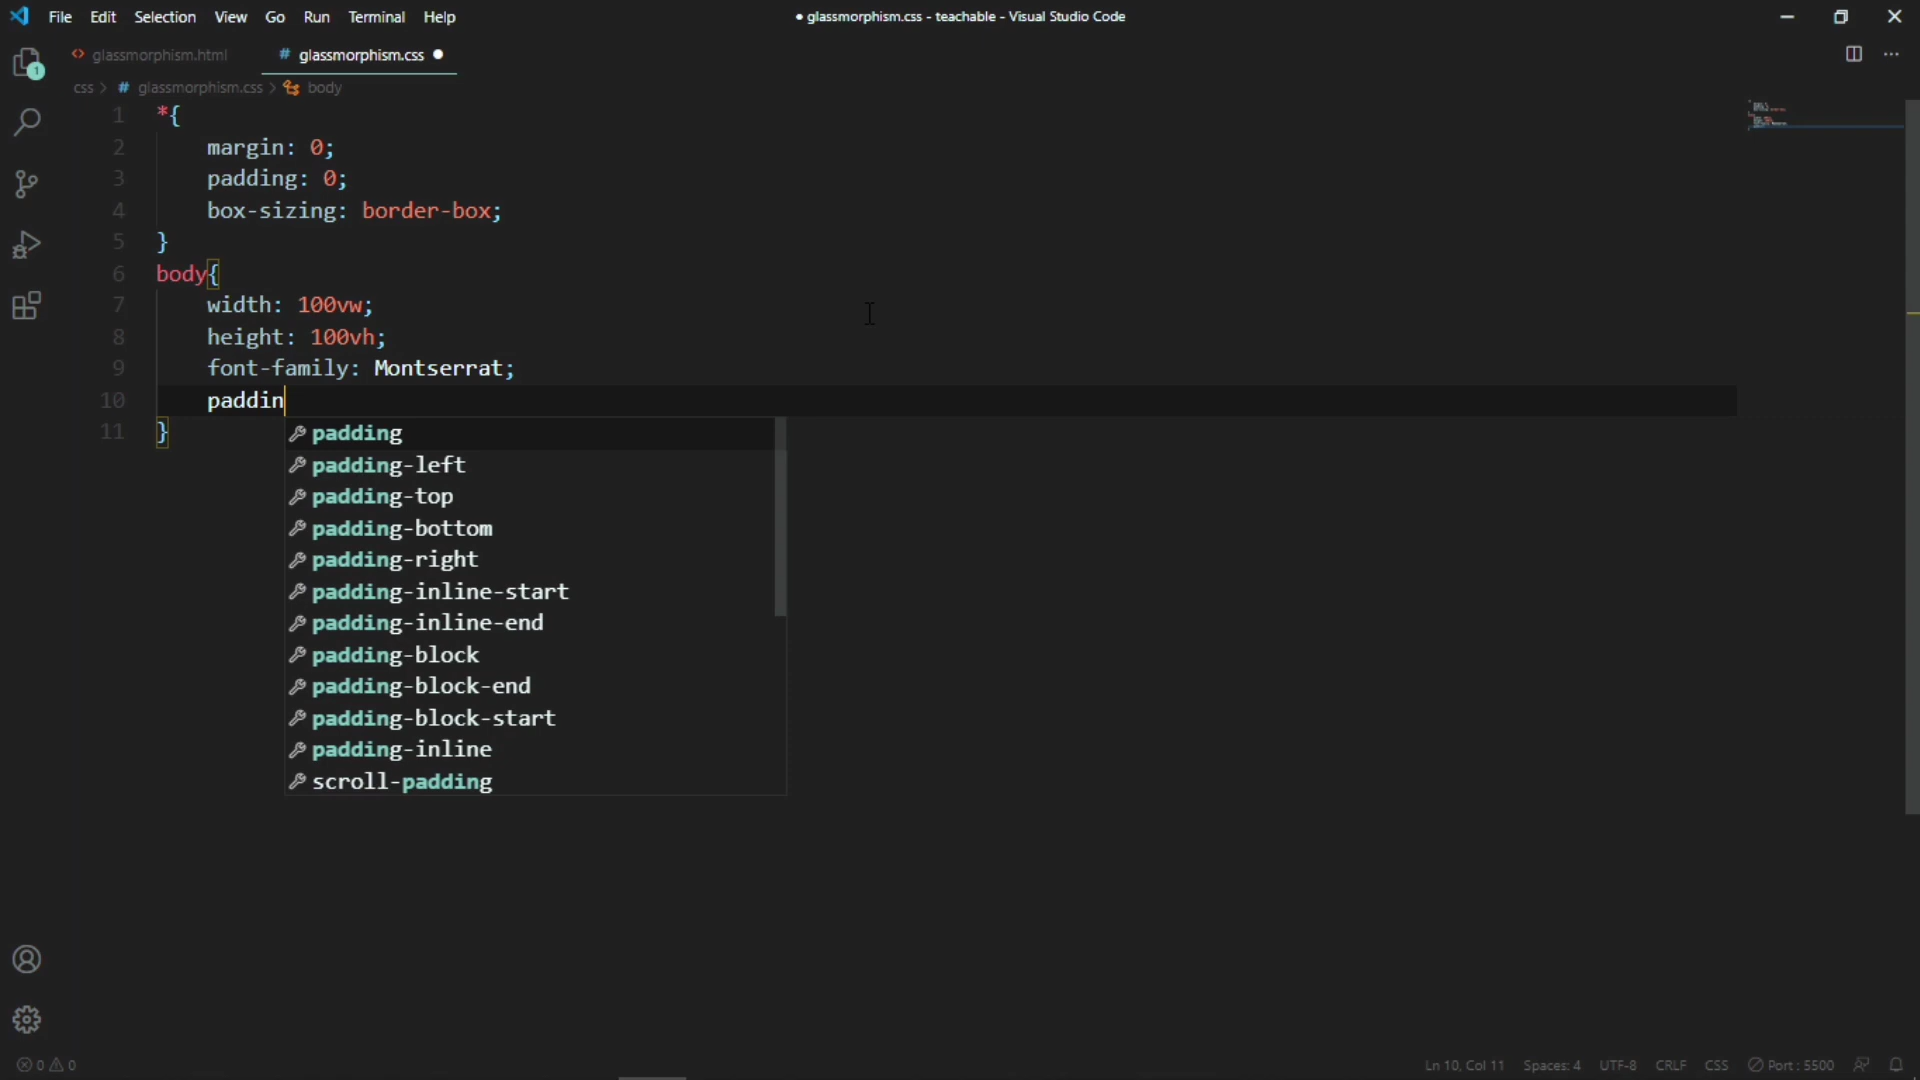 File Edit Selection View Go Run Terminal Help
● glassmorphism.css - teachable - Visual Studio Code
1
<> glassmorphism.html # glassmorphism.css ●
css > # glassmorphism.css > body
1 *{
2 margin: 0;
3 padding: 0;
4 box-sizing: border-box;
5 }
6 body{
7 width: 100vw;
8 height: 100vh;
9 font-family: Montserrat;
10 paddin
11 }
padding
padding-left
padding-top
padding-bottom
padding-right
padding-inline-start
padding-inline-end
padding-block
padding-block-end
padding-block-start
padding-inline
scroll-padding
0 0
Ln 10, Col 11 Spaces: 4 UTF-8 CRLF CSS Port : 5500